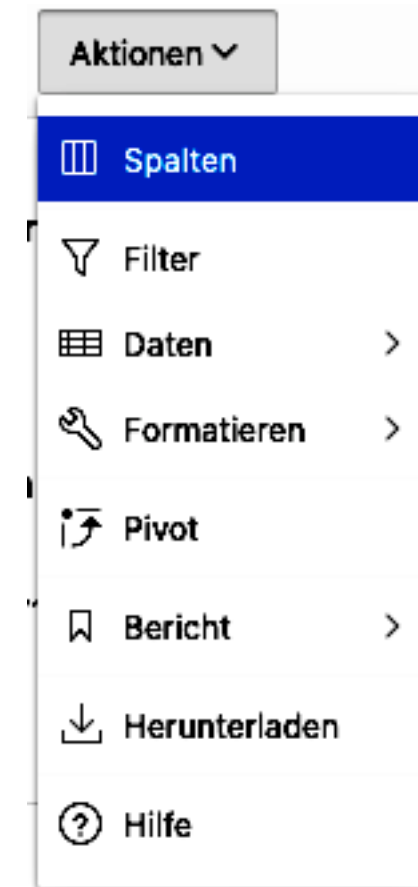 Aktionen
Spalten
Filter
Daten
Formatieren
Pivot
Bericht
Herunterladen
Hilfe